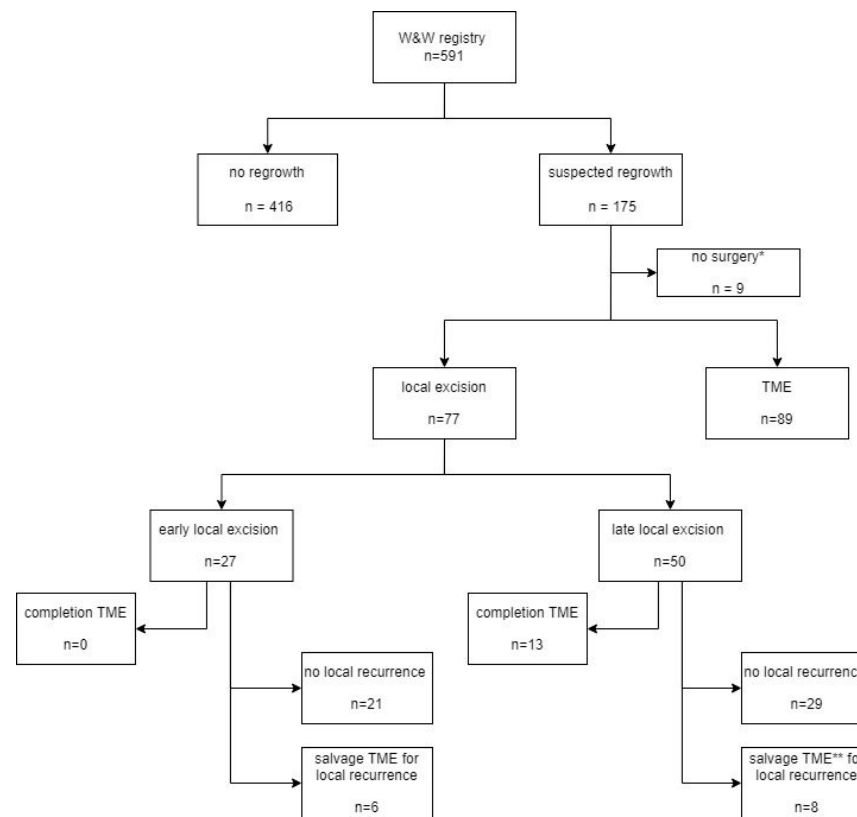 W&W registry
n=591
no regrowth
n = 416
suspected regrowth
n = 175
no surgery*
n = 9
local excision
n=77
TME
n=89
early local excision
n=27
late local excision
n=50
completion TME
n=0
completion TME
n=13
no local recurrence
n=21
no local recurrenc
n=29
salvage TME for
local recurrence
n=6
salvage TME** fo
local recurrence
n=8